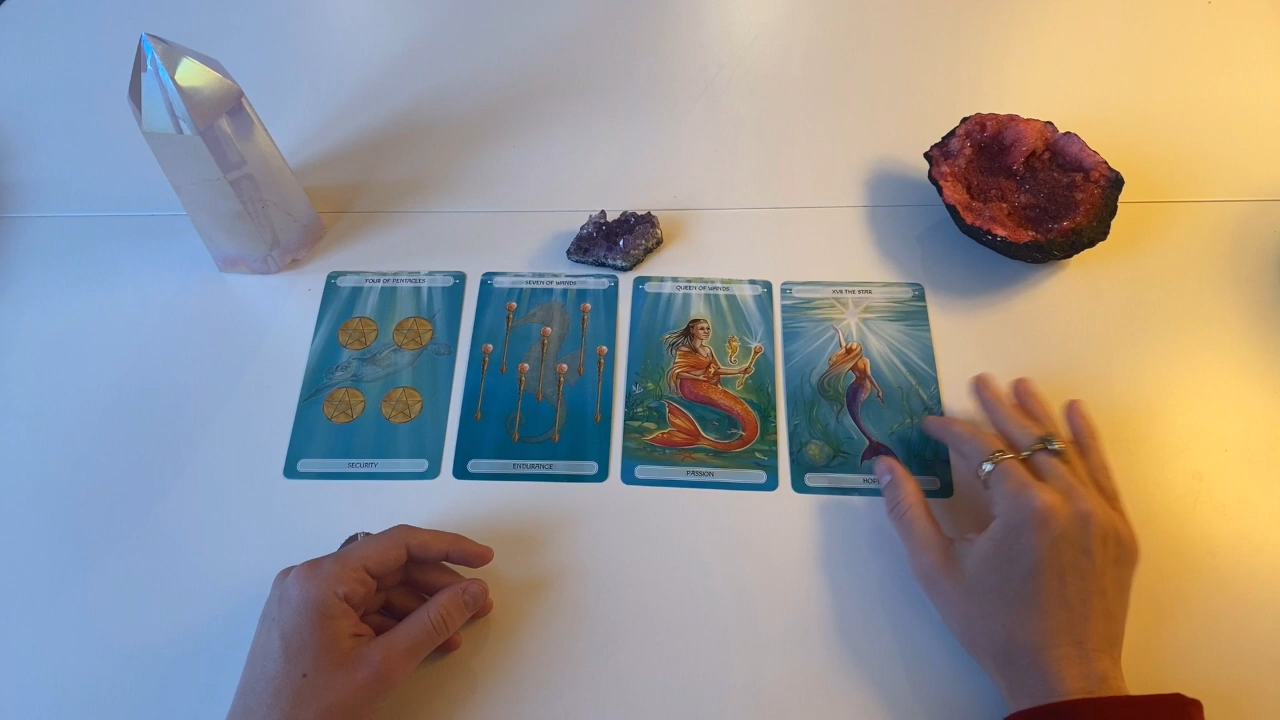 FOUR OF PENTACLES
SECURITY
SEVEN OF WANDS
ENDURANCE
QUEEN OF WANDS
PASSION
XVII THE STAR